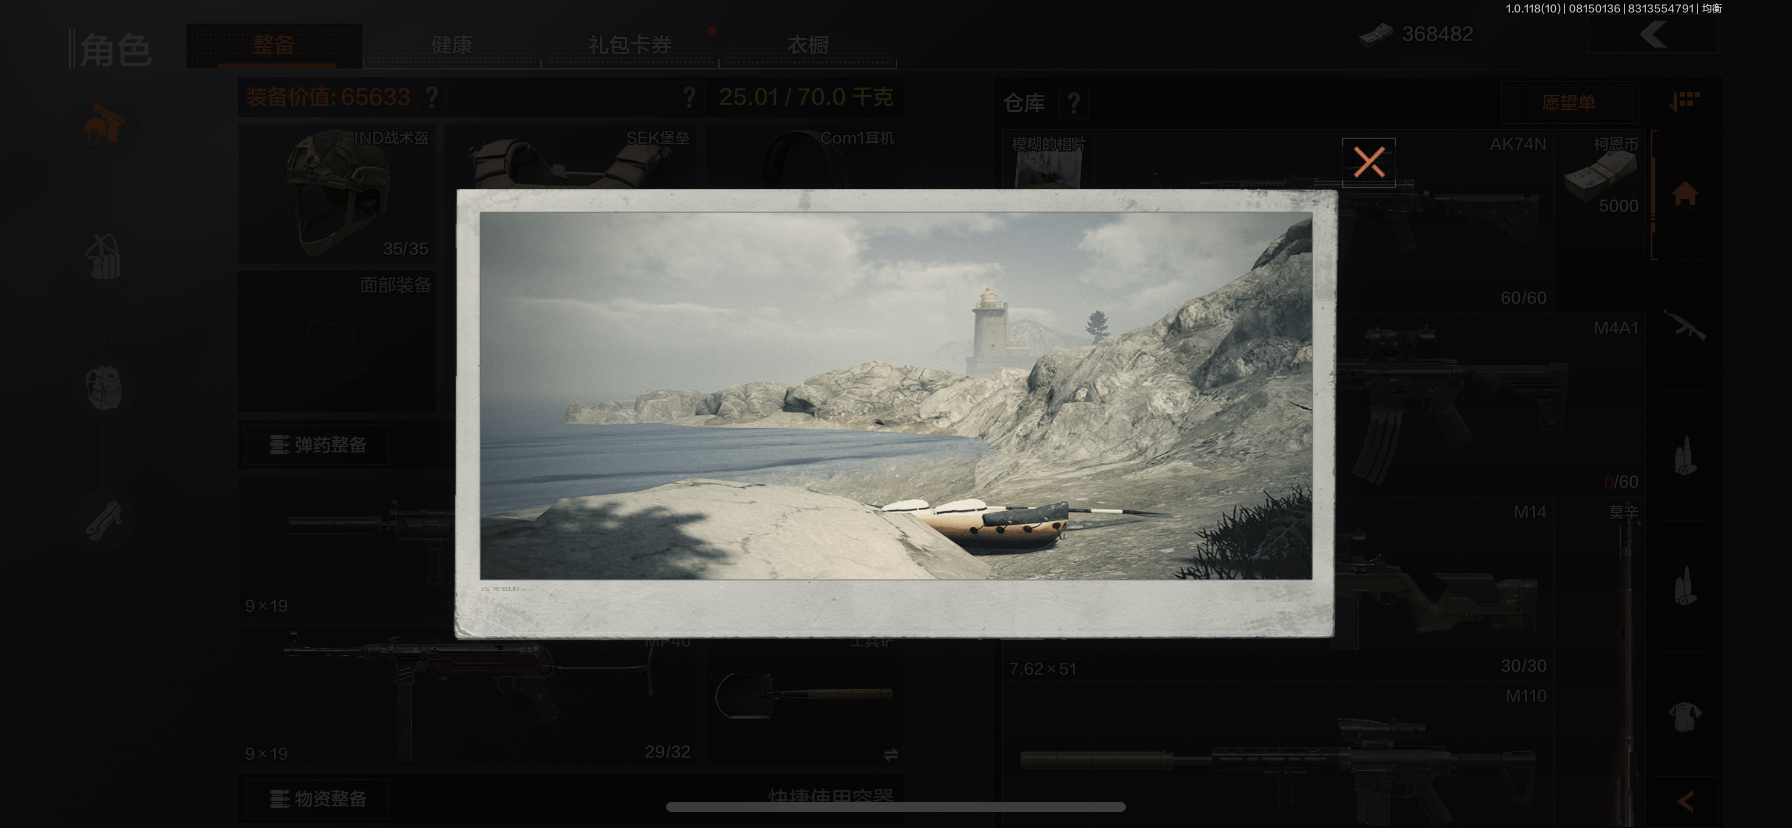 1.0.118(10) | 08150136 | 8313554791 | 均衡
角色
整备
健康
礼包卡券
衣橱
368482
装备价值: 65633 ?
? 25.01 / 70.0 千克
仓库 ?
愿望单
IND战术盔
35/35
SEK堡垒
Com1耳机
模糊的相片
AK74N
60/60
柯恩币
5000
面部装备
M4A1
0/60
弹药整备
M14
莫辛
9×19
7.62×51
30/30
MP40
工兵铲
M110
9×19
29/32
物资整备
快捷使用容器